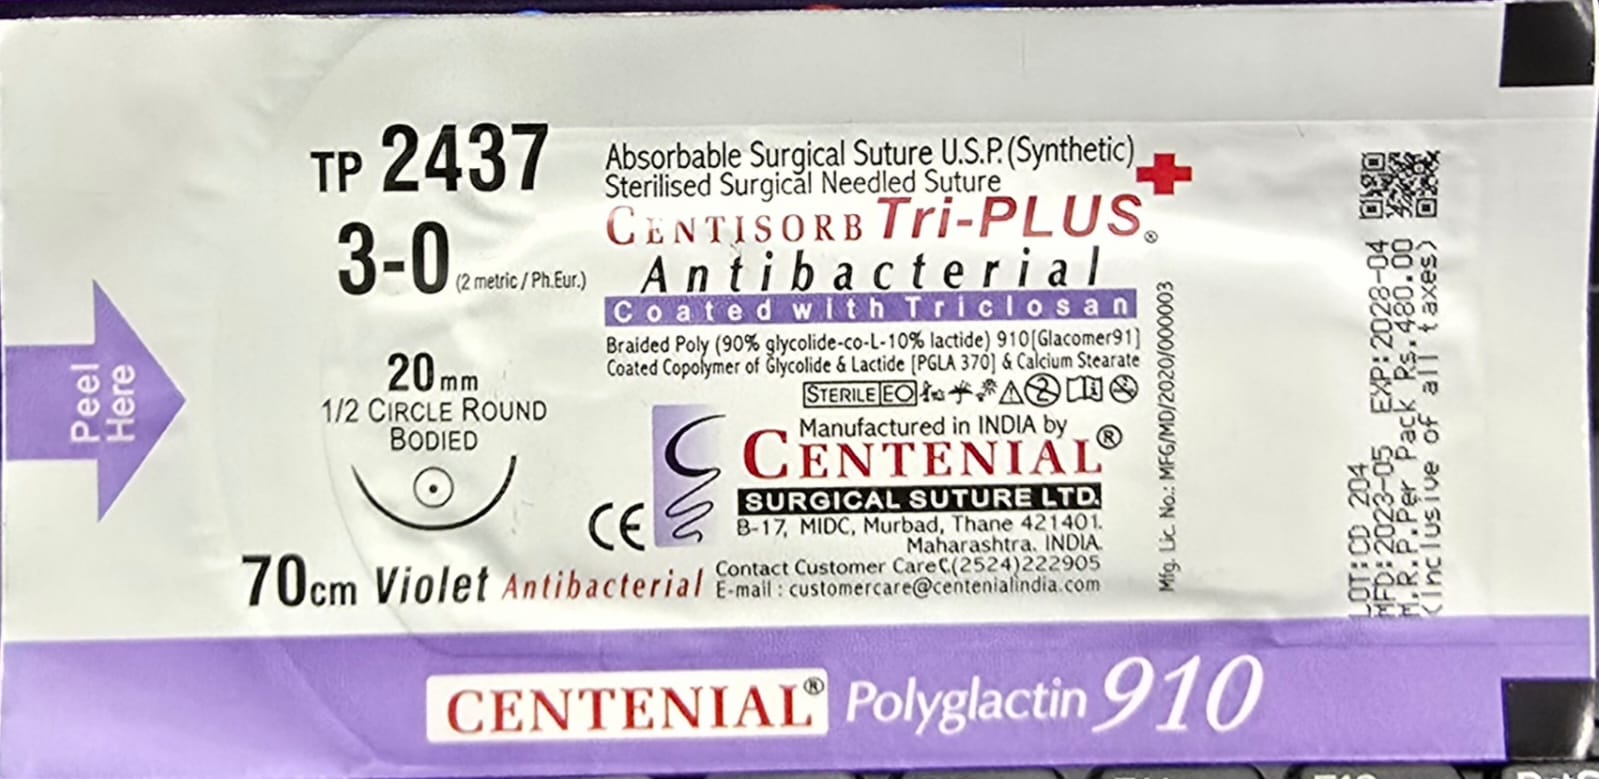 TP 2437
3-0 (2 metric / Ph.Eur.)
20 mm
1/2 CIRCLE ROUND
BODIED
70cm Violet Antibacterial
Peel
Here
Absorbable Surgical Suture U.S.P. (Synthetic)
Sterilised Surgical Needled Suture
CENTISORB Tri-PLUS®
Antibacterial
Coated with Triclosan
Braided Poly (90% glycolide-co-L-10% lactide) 910[Glacomer91]
Coated Copolymer of Glycolide & Lactide [PGLA 370] & Calcium Stearate
STERILE EO
Manufactured in INDIA by
CENTENIAL®
SURGICAL SUTURE LTD.
B-17, MIDC, Murbad, Thane 421401.
Maharashtra. INDIA.
CE
Contact Customer Care (2524)222905
E-mail : customercare@centenialindia.com
Mfg. Lic. No.: MFG/MD/2020/000003
LOT:CD 204
MFD:2023-05 EXP:2028-04
M.R.P.Per Pack Rs.480.00
(Inclusive of all taxes)
CENTENIAL® Polyglactin 910